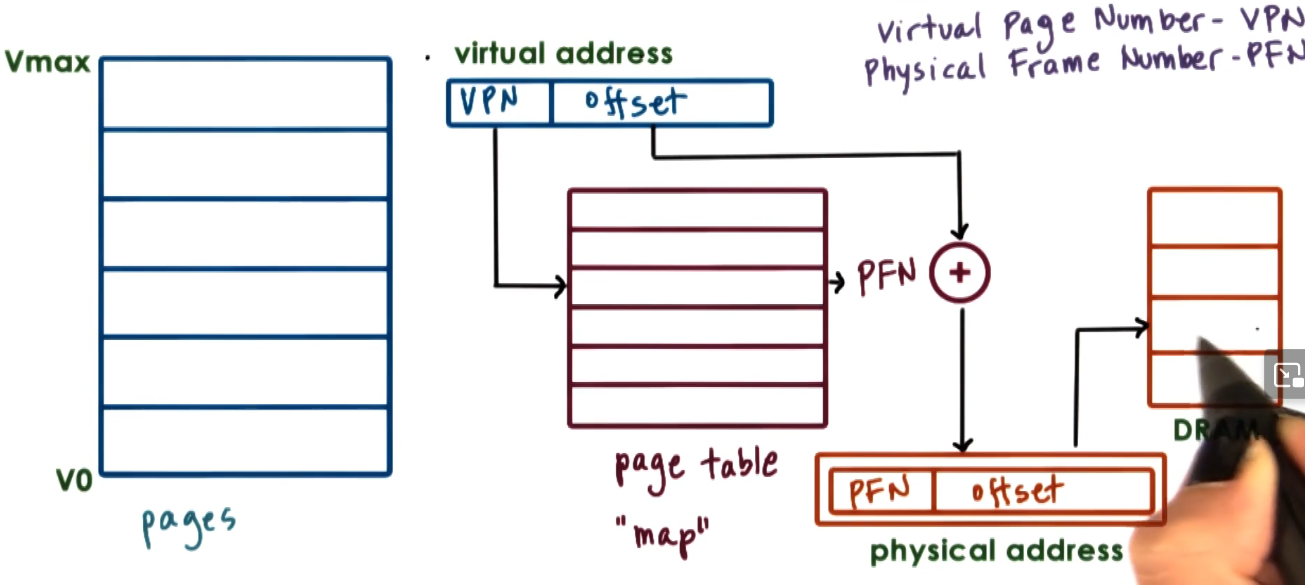 Vmax
V0
pages
virtual address
VPN offset
Virtual Page Number - VPN
Physical Frame Number - PFN
PFN +
page table
"map"
PFN offset
physical address
DRAM